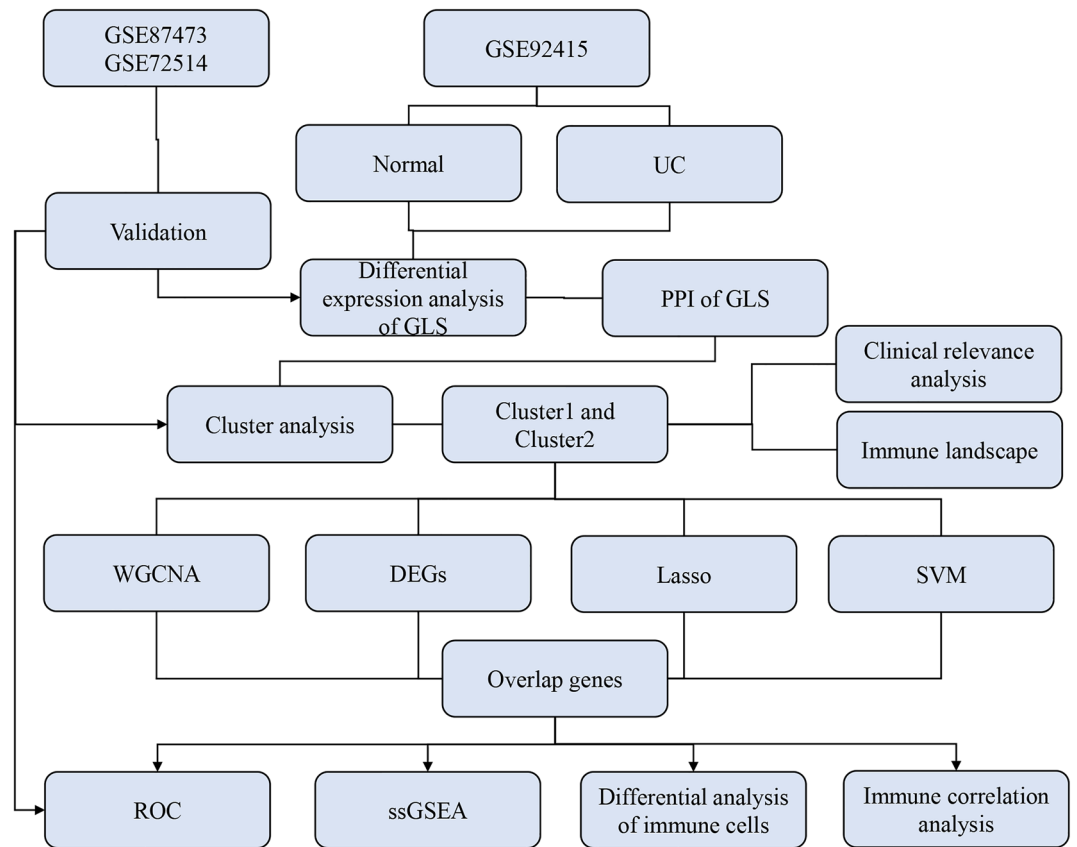 GSE87473
GSE72514
GSE92415
Normal
UC
Validation
Differential
expression analysis
of GLS
PPI of GLS
Clinical relevance
analysis
Cluster analysis
Cluster1 and
Cluster2
Immune landscape
WGCNA
DEGs
Lasso
SVM
Overlap genes
ROC
ssGSEA
Differential analysis
of immune cells
Immune correlation
analysis